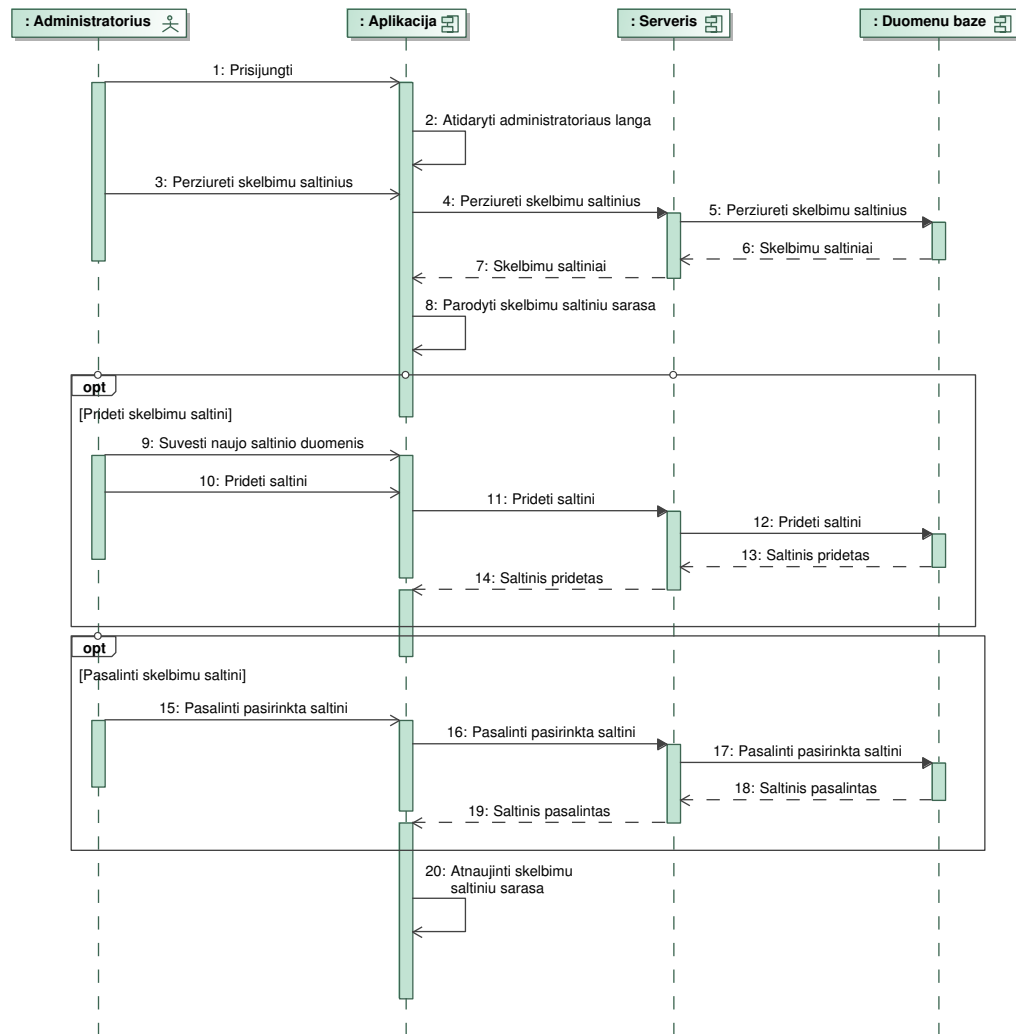 : Administratorius
: Aplikacija
: Serveris
: Duomenu baze
1: Prisijungti
2: Atidaryti administratoriaus langa
3: Perziureti skelbimu saltinius
4: Perziureti skelbimu saltinius
5: Perziureti skelbimu saltinius
6: Skelbimu saltiniai
7: Skelbimu saltiniai
8: Parodyti skelbimu saltiniu sarasa
opt
[Prideti skelbimu saltini]
9: Suvesti naujo saltinio duomenis
10: Prideti saltini
11: Prideti saltini
12: Prideti saltini
13: Saltinis pridetas
14: Saltinis pridetas
opt
[Pasalinti skelbimu saltini]
15: Pasalinti pasirinkta saltini
16: Pasalinti pasirinkta saltini
17: Pasalinti pasirinkta saltini
18: Saltinis pasalintas
19: Saltinis pasalintas
20: Atnaujinti skelbimu
saltiniu sarasa